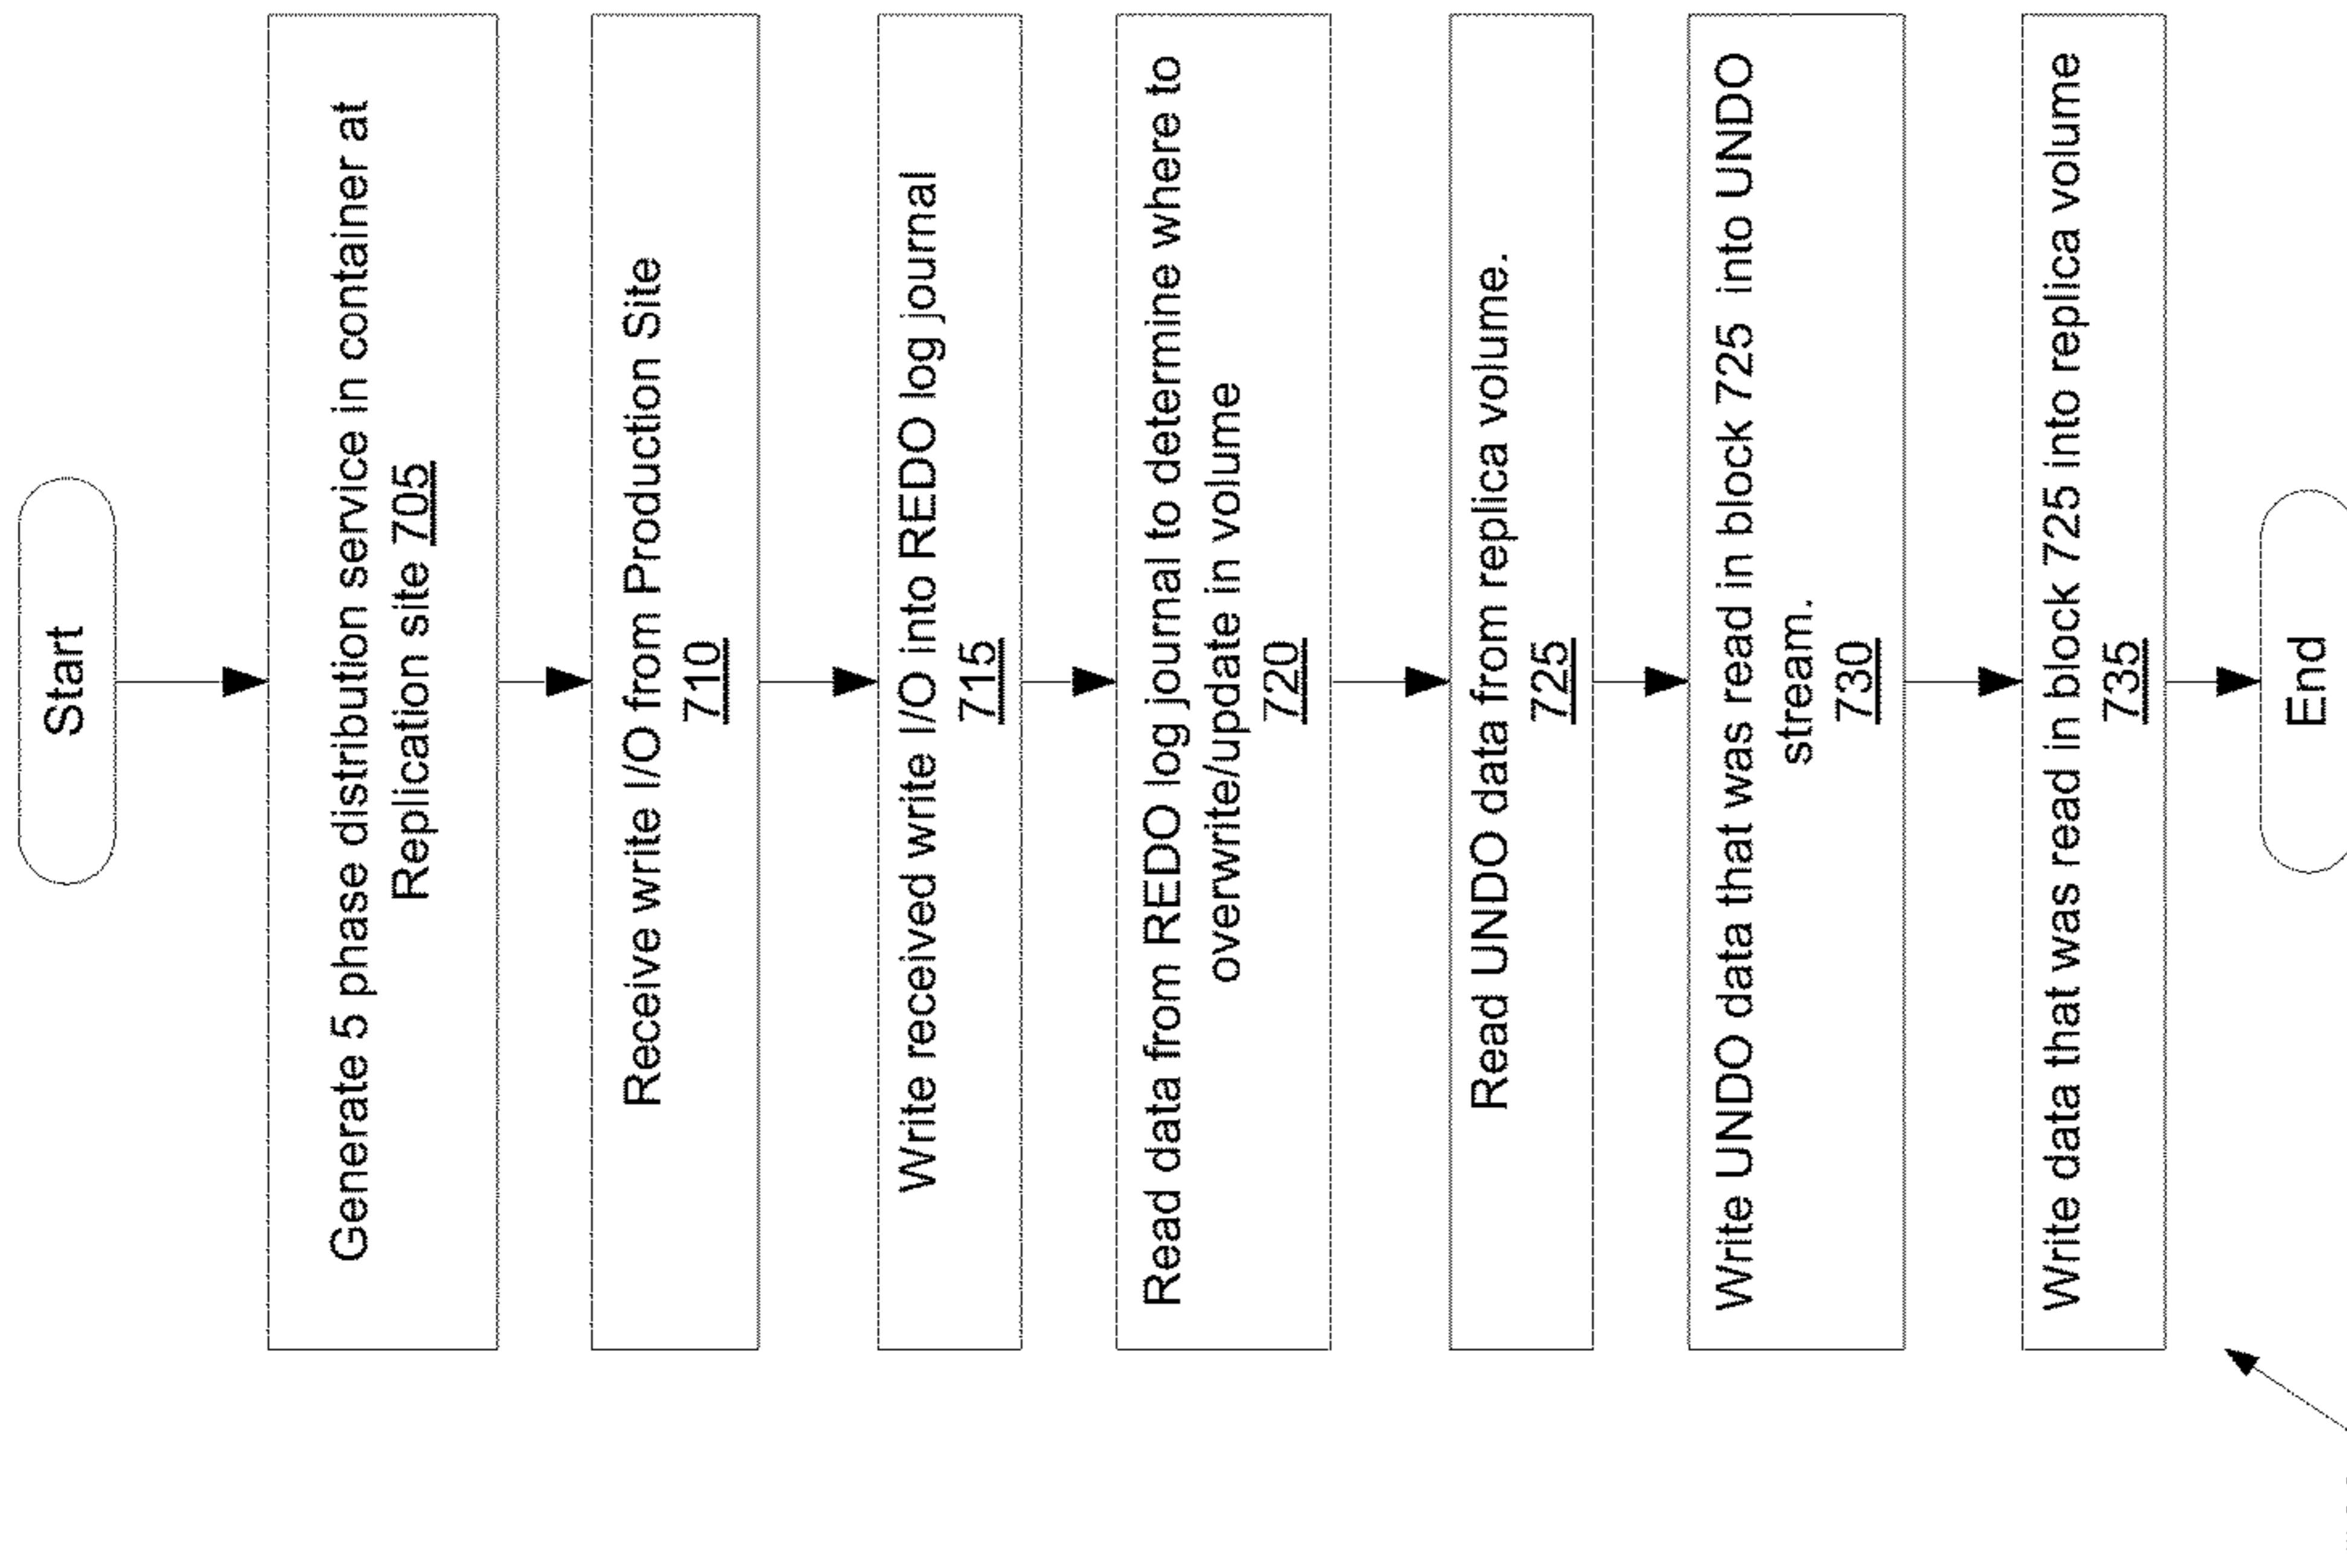 Start
Generate 5 phase distribution service in container at
Replication site 705
Receive write I/O from Production Site
710
Write received write I/O into REDO log journal
715
Read data from REDO log journal to determine where to
overwrite/update in volume
720
Read UNDO data from replica volume.
725
Write UNDO data that was read in block 725 into UNDO
stream.
730
Write data that was read in block 725 into replica volume
735
End